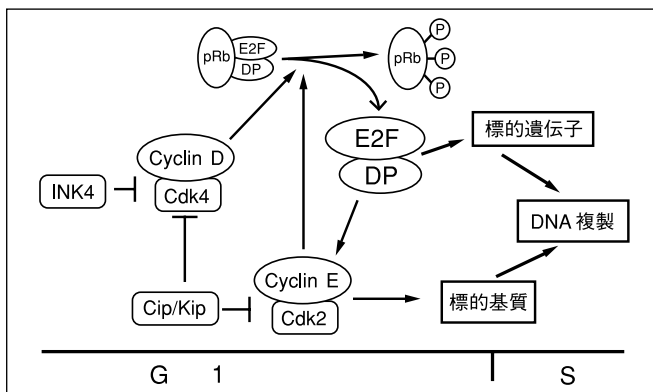 pRb
E2F
DP
pRb
P
P
P
E2F
DP
標的遺伝子
Cyclin D
Cdk4
INK4
DNA 複製
Cyclin E
Cdk2
Cip/Kip
標的基質
G 1
S